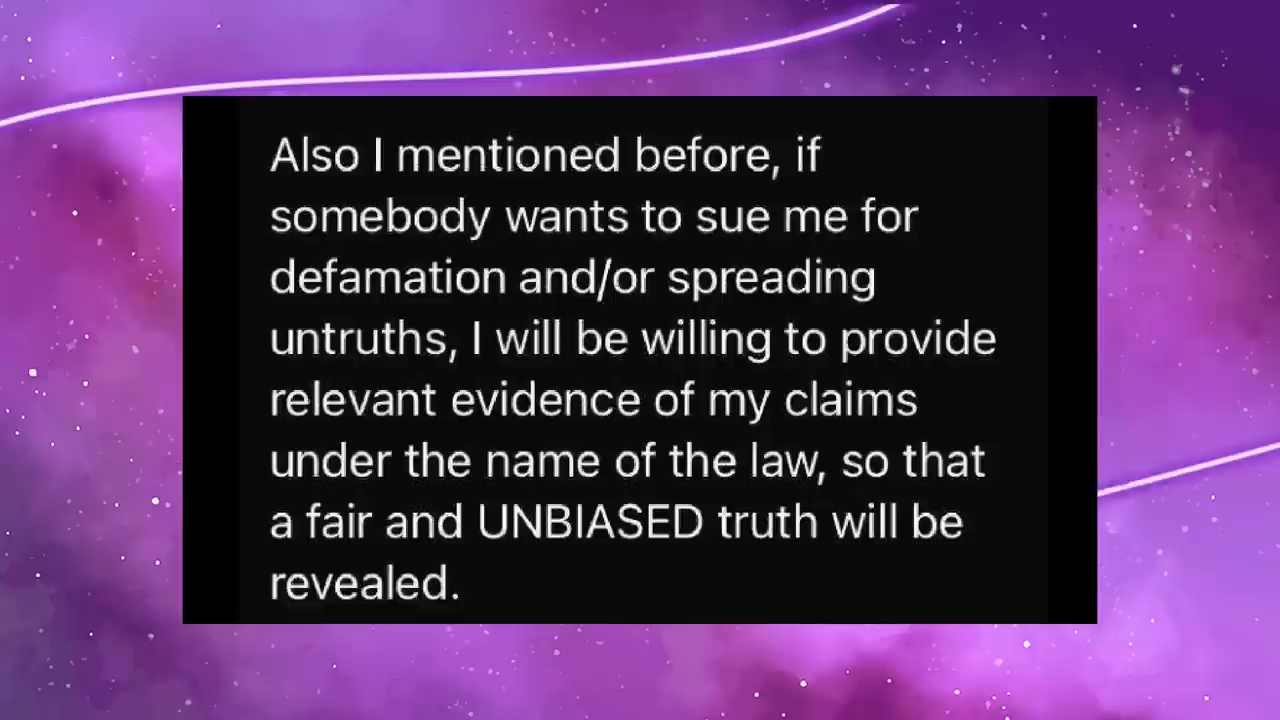 Also I mentioned before, if
somebody wants to sue me for
defamation and/or spreading
untruths, I will be willing to provide
relevant evidence of my claims
under the name of the law, so that
a fair and UNBIASED truth will be
revealed.